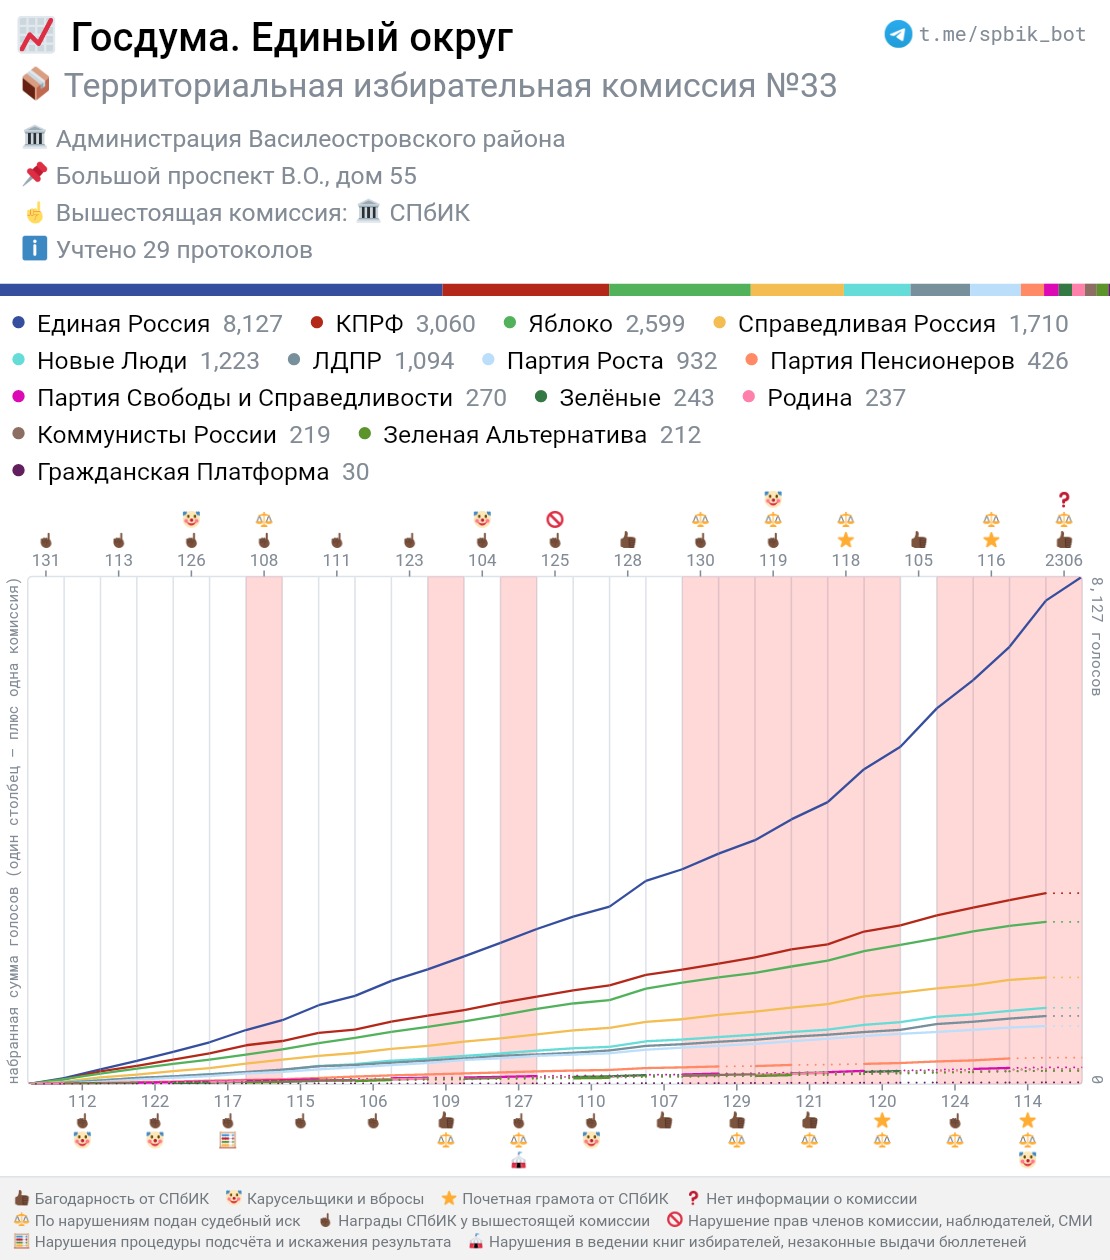 Госдума. Единый округ
t.me/spbik_bot
Территориальная избирательная комиссия №33
Администрация Василеостровского района
Большой проспект В.О., дом 55
Вышестоящая комиссия: СПбИК
Учтено 29 протоколов
Единая Россия 8,127 КПРФ 3,060 Яблоко 2,599 Справедливая Россия 1,710
Новые Люди 1,223 ЛДПР 1,094 Партия Роста 932 Партия Пенсионеров 426
Партия Свободы и Справедливости 270 Зелёные 243 Родина 237
Коммунисты России 219 Зеленая Альтернатива 212
Гражданская Платформа 30
131 113 126 108 111 123 104 125 128 130 119 118 105 116 2306
набранная сумма голосов (один столбец — плюс одна комиссия)
8,127 голосов
0
112 122 117 115 106 109 127 110 107 129 121 120 124 114
Багодарность от СПбИК Карусельщики и вбросы Почетная грамота от СПбИК Нет информации о комиссии
По нарушениям подан судебный иск Награды СПбИК у вышестоящей комиссии Нарушение прав членов комиссии, наблюдателей, СМИ
Нарушения процедуры подсчёта и искажения результата Нарушения в ведении книг избирателей, незаконные выдачи бюллетеней